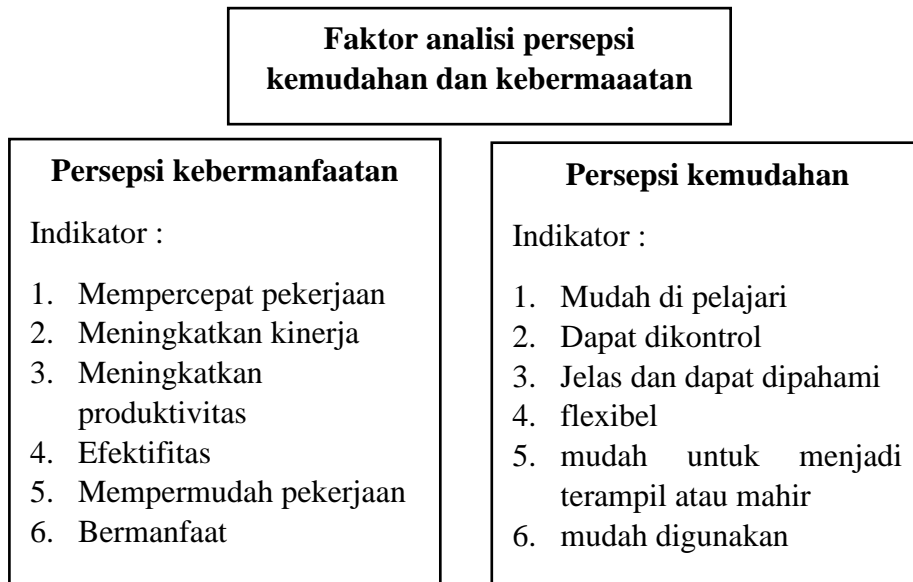 Faktor analisi persepsi
kemudahan dan kebermaaatan
Persepsi kebermanfaatan
Indikator :
1. Mempercepat pekerjaan
2. Meningkatkan kinerja
3. Meningkatkan
produktivitas
4. Efektifitas
5. Mempermudah pekerjaan
6. Bermanfaat
Persepsi kemudahan
Indikator :
1. Mudah di pelajari
2. Dapat dikontrol
3. Jelas dan dapat dipahami
4. flexibel
5. mudah untuk menjadi
terampil atau mahir
6. mudah digunakan